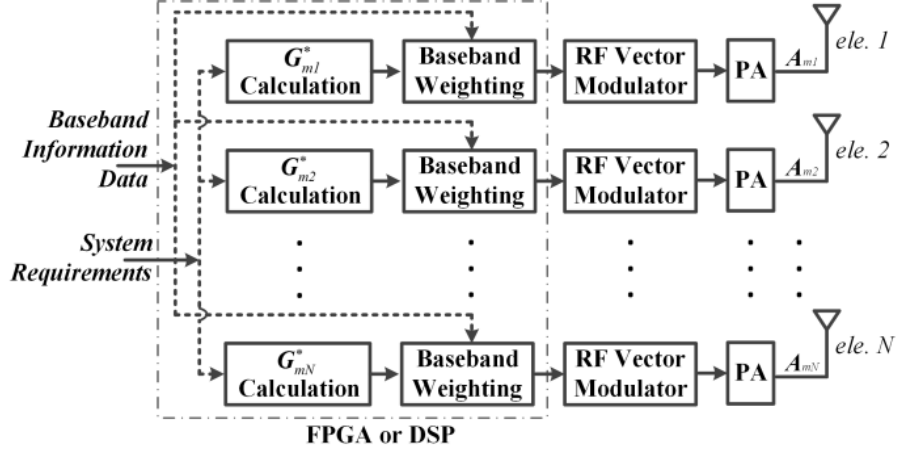 G*m1 Calculation
Baseband Weighting
RF Vector Modulator
PA
Am1
ele. 1
Baseband Information Data
G*m2 Calculation
Baseband Weighting
RF Vector Modulator
PA
Am2
ele. 2
System Requirements
G*mN Calculation
Baseband Weighting
RF Vector Modulator
PA
AmN
ele. N
FPGA or DSP